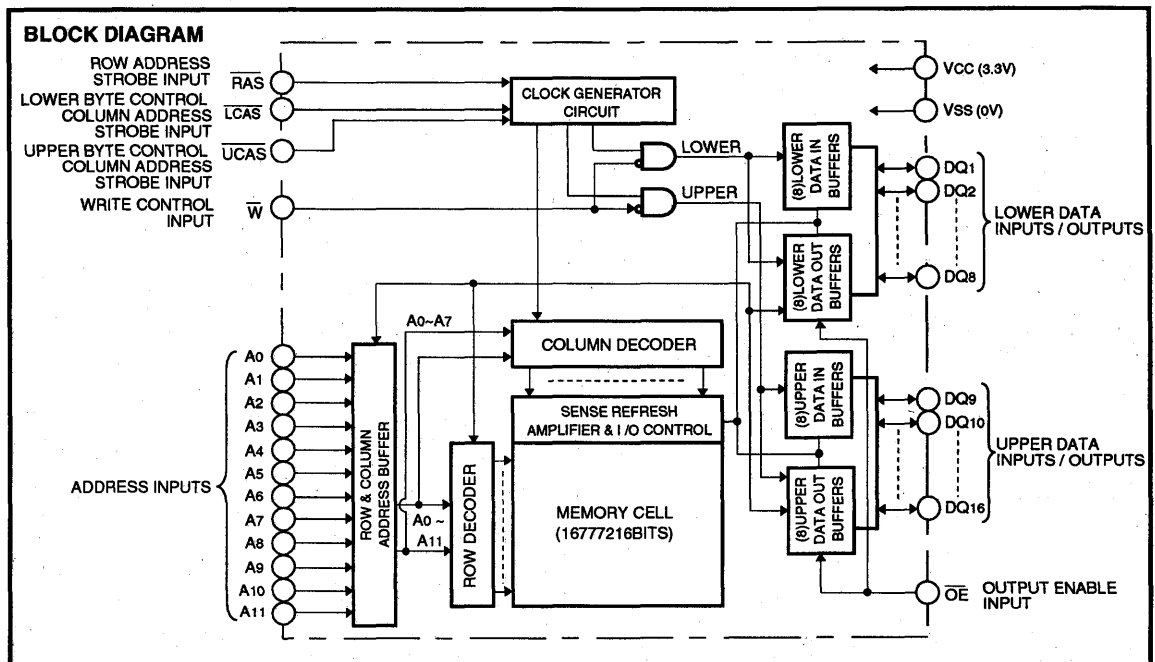 BLOCK DIAGRAM
ROW ADDRESS
STROBE INPUT
RAS
LOWER BYTE CONTROL
COLUMN ADDRESS
STROBE INPUT
LCAS
UPPER BYTE CONTROL
COLUMN ADDRESS
STROBE INPUT
UCAS
WRITE CONTROL
INPUT
W
CLOCK GENERATOR
CIRCUIT
LOWER
UPPER
(8)LOWER
DATA IN
BUFFERS
(8)LOWER
DATA OUT
BUFFERS
VCC (3.3V)
VSS (0V)
DQ1
DQ2
DQ8
LOWER DATA
INPUTS / OUTPUTS
A0~A7
COLUMN DECODER
SENSE REFRESH
AMPLIFIER & I /O CONTROL
MEMORY CELL
(16777216BITS)
ADDRESS INPUTS
A0
A1
A2
A3
A4
A5
A6
A7
A8
A9
A10
A11
ROW & COLUMN
ADDRESS BUFFER
A0 ~
A11
ROW DECODER
(8)UPPER
DATA IN
BUFFERS
(8)UPPER
DATA OUT
BUFFERS
DQ9
DQ10
DQ16
UPPER DATA
INPUTS / OUTPUTS
OE
OUTPUT ENABLE
INPUT